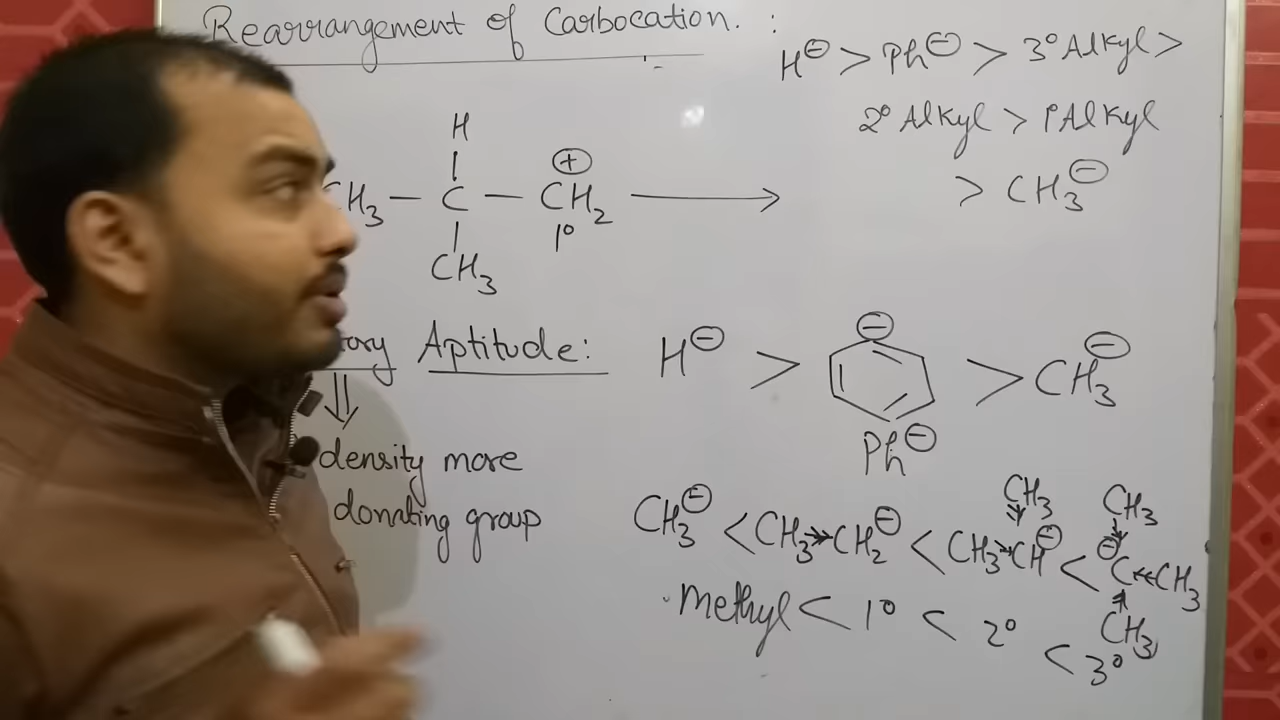 Rearrangement of Carbocation. :
H⊖ > Ph⊖ > 3° Alkyl >
2° Alkyl > 1° Alkyl
> CH3⊖
H
|
CH3 — C — CH2 ⟶
⊕
1°
|
CH3
tory Aptitude:
⇓
density more
donating group
H⊖ > ⊖ > CH3⊖
Ph⊖
CH3⊖ < CH3↠CH2⊖ < CH3↠CH⊖ < ⊖C↞CH3
CH3 CH3
CH3
Methyl < 1° < 2° < 3°